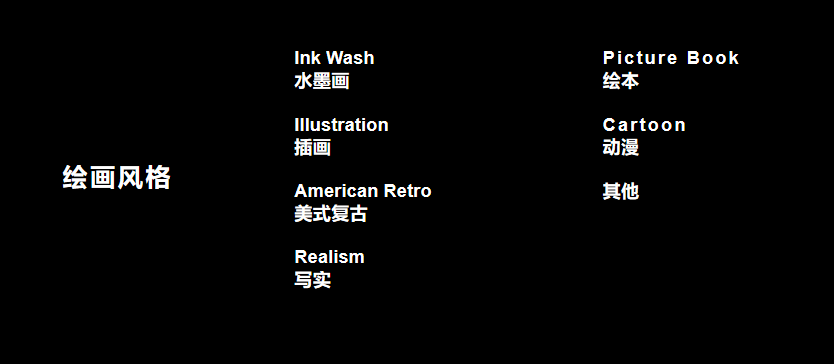 绘画风格
Ink Wash
水墨画
Illustration
插画
American Retro
美式复古
Realism
写实
Picture Book
绘本
Cartoon
动漫
其他